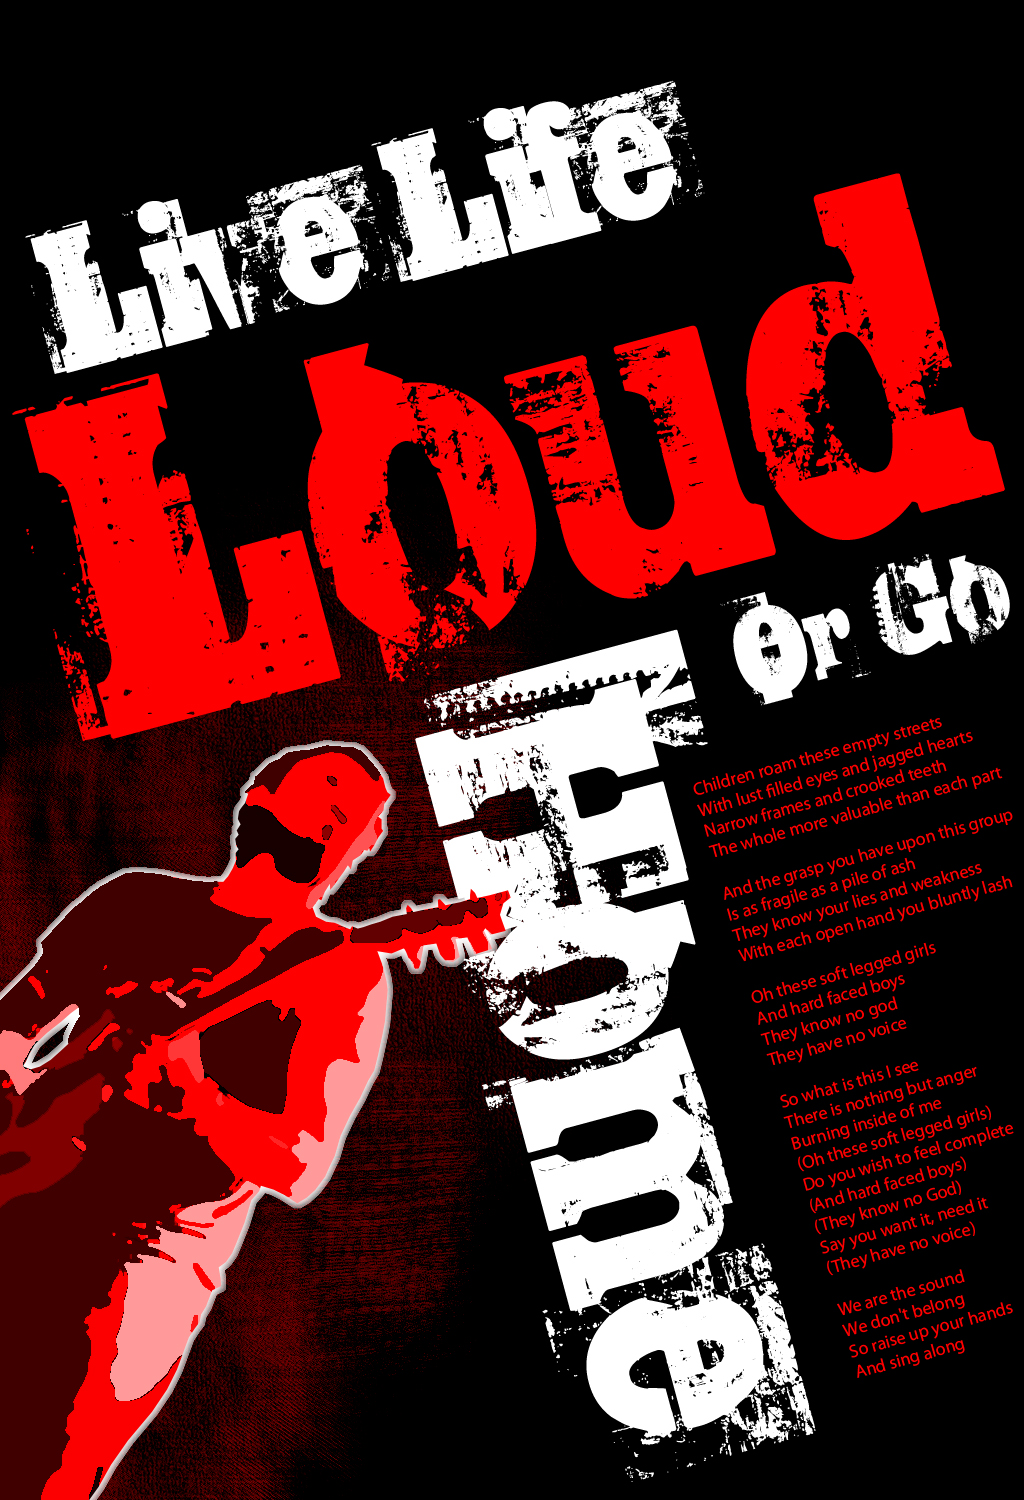 Live Life
Loud
or Go
Home
Children roam these empty streets
With lust filled eyes and jagged hearts
Narrow frames and crooked teeth
The whole more valuable than each part
And the grasp you have upon this group
Is as fragile as a pile of ash
They know your lies and weakness
With each open hand you bluntly lash
Oh these soft legged girls
And hard faced boys
They know no god
They have no voice
So what is this I see
There is nothing but anger
Burning inside of me
(Oh these soft legged girls)
Do you wish to feel complete
(And hard faced boys)
(They know no God)
Say you want it, need it
(They have no voice)
We are the sound
We don't belong
So raise up your hands
And sing along